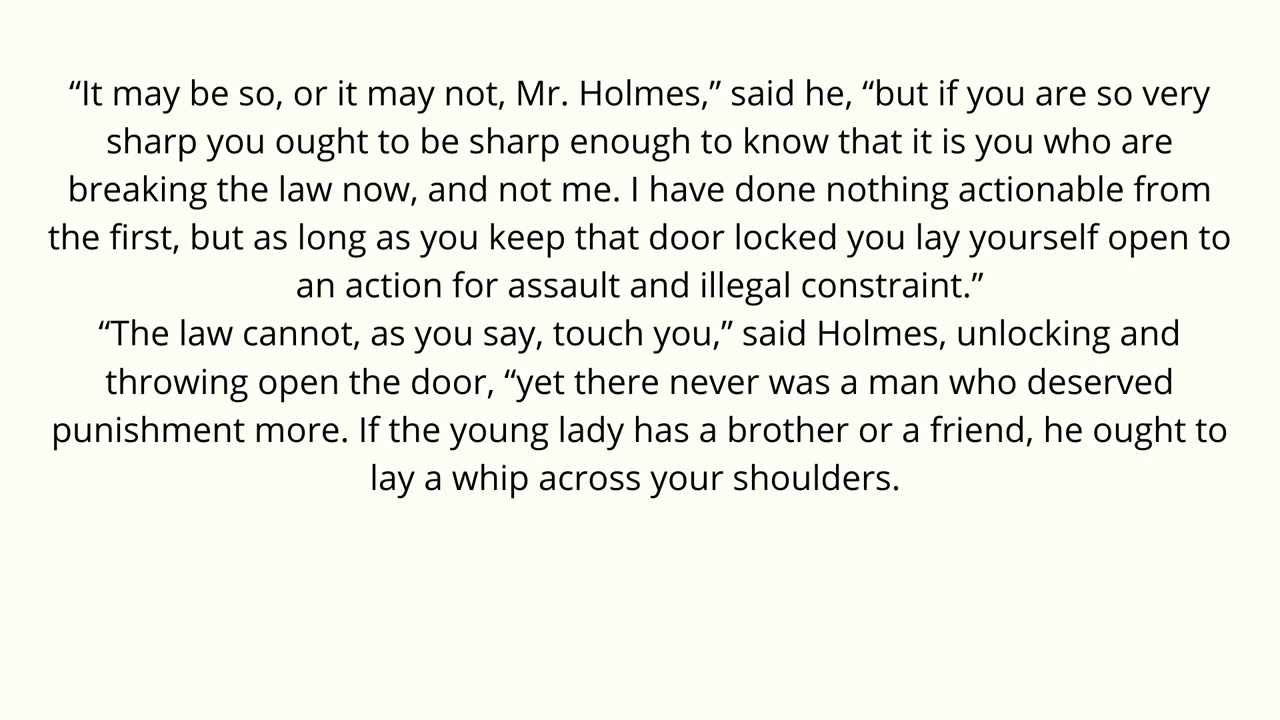 “It may be so, or it may not, Mr. Holmes,” said he, “but if you are so very
sharp you ought to be sharp enough to know that it is you who are
breaking the law now, and not me. I have done nothing actionable from
the first, but as long as you keep that door locked you lay yourself open to
an action for assault and illegal constraint.”
“The law cannot, as you say, touch you,” said Holmes, unlocking and
throwing open the door, “yet there never was a man who deserved
punishment more. If the young lady has a brother or a friend, he ought to
lay a whip across your shoulders.